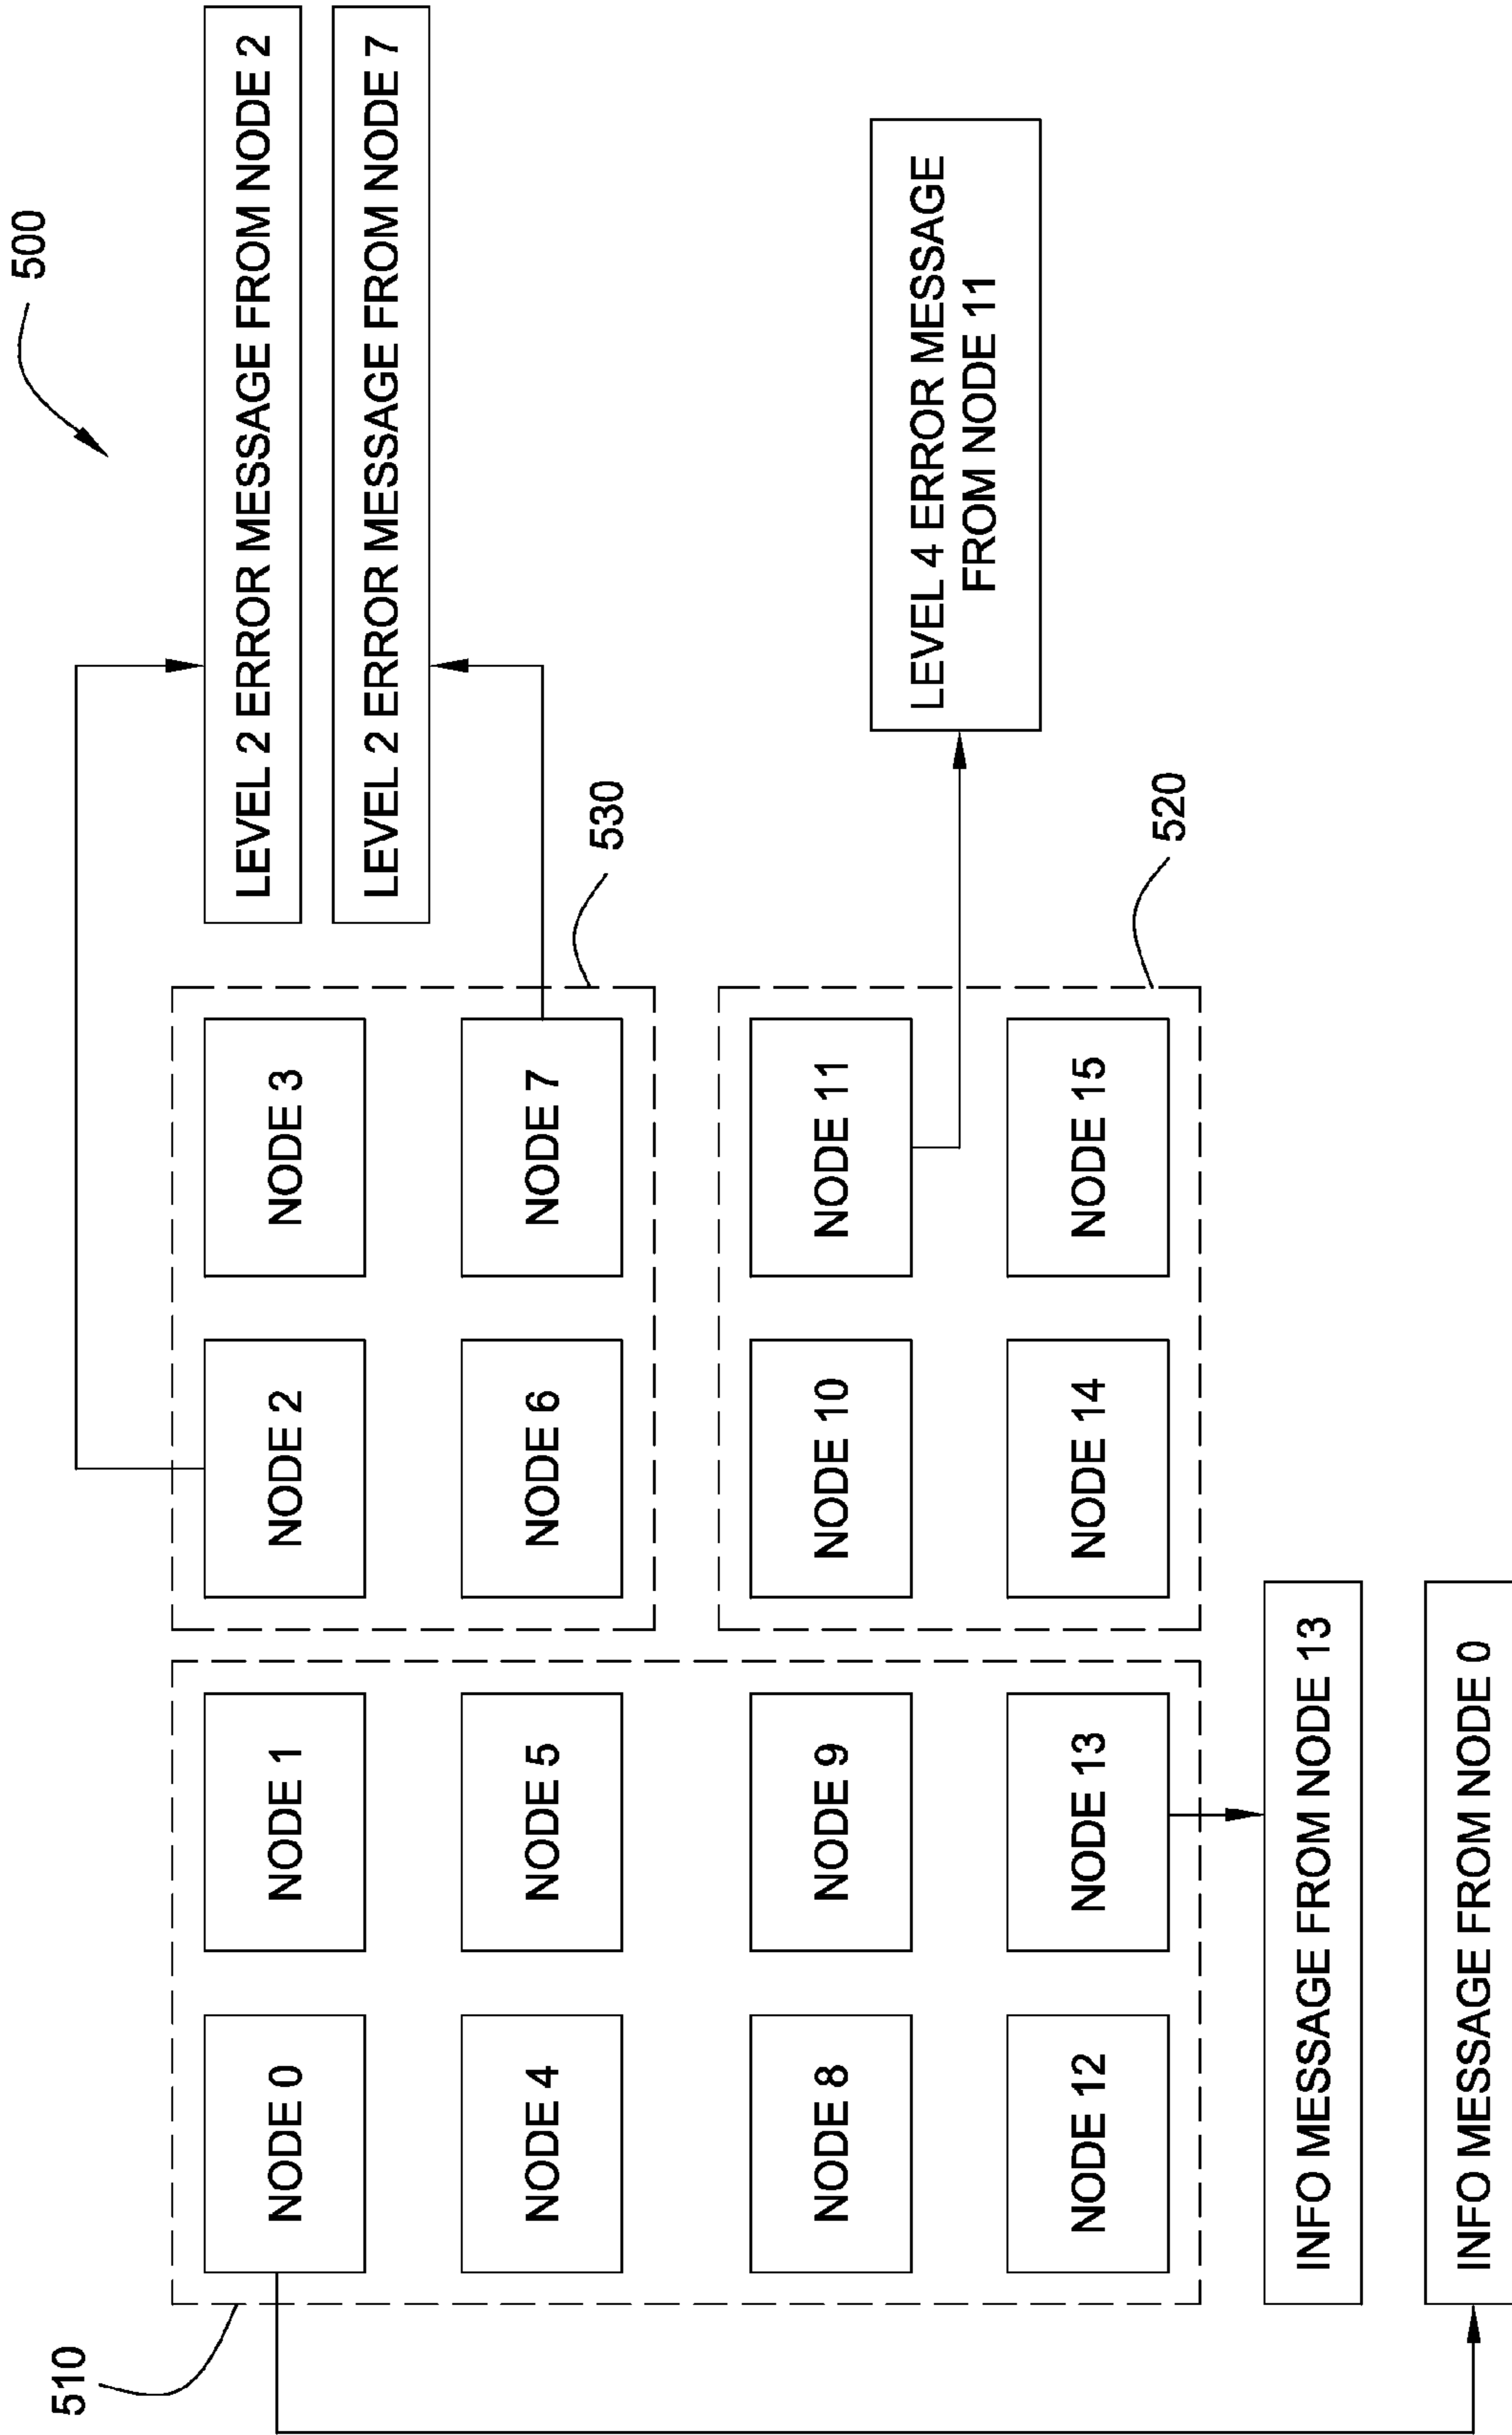 500
510
NODE 0
NODE 1
NODE 2
NODE 3
LEVEL 2 ERROR MESSAGE FROM NODE 2
LEVEL 2 ERROR MESSAGE FROM NODE 7
NODE 4
NODE 5
NODE 6
NODE 7
530
NODE 8
NODE 9
NODE 10
NODE 11
LEVEL 4 ERROR MESSAGE
FROM NODE 11
NODE 12
NODE 13
NODE 14
NODE 15
520
INFO MESSAGE FROM NODE 13
INFO MESSAGE FROM NODE 0